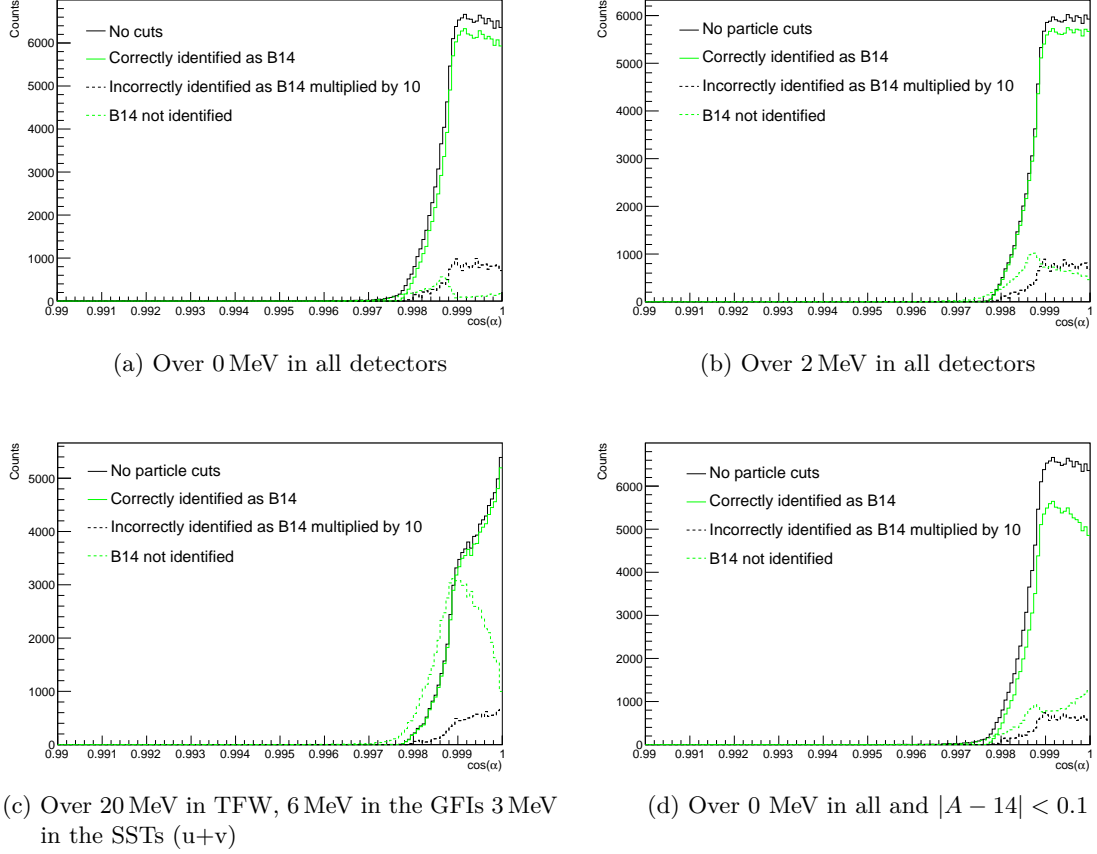 Counts
6000
5000
4000
3000
2000
1000
0
No cuts
Correctly identified as B14
Incorrectly identified as B14 multiplied by 10
B14 not identified
0.99 0.991 0.992 0.993 0.994 0.995 0.996 0.997 0.998 0.999 1
cos(α)
(a) Over 0 MeV in all detectors
Counts
6000
5000
4000
3000
2000
1000
0
No particle cuts
Correctly identified as B14
Incorrectly identified as B14 multiplied by 10
B14 not identified
0.99 0.991 0.992 0.993 0.994 0.995 0.996 0.997 0.998 0.999 1
cos(α)
(b) Over 2 MeV in all detectors
Counts
5000
4000
3000
2000
1000
0
No particle cuts
Correctly identified as B14
Incorrectly identified as B14 multiplied by 10
B14 not identified
0.99 0.991 0.992 0.993 0.994 0.995 0.996 0.997 0.998 0.999 1
cos(α)
(c) Over 20 MeV in TFW, 6 MeV in the GFIs 3 MeV
in the SSTs (u+v)
Counts
6000
5000
4000
3000
2000
1000
0
No particle cuts
Correctly identified as B14
Incorrectly identified as B14 multiplied by 10
B14 not identified
0.99 0.991 0.992 0.993 0.994 0.995 0.996 0.997 0.998 0.999 1
cos(α)
(d) Over 0 MeV in all and |A − 14| < 0.1